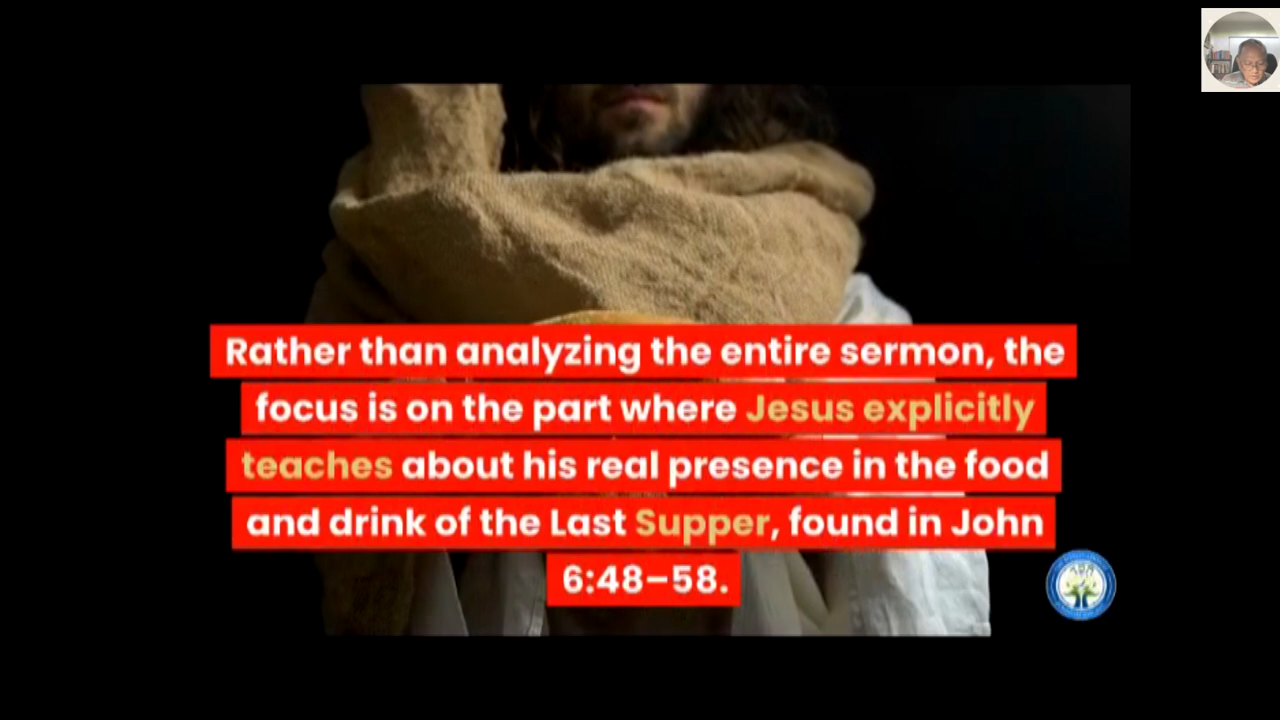 Rather than analyzing the entire sermon, the
focus is on the part where Jesus explicitly
teaches about his real presence in the food
and drink of the Last Supper, found in John
6:48–58.